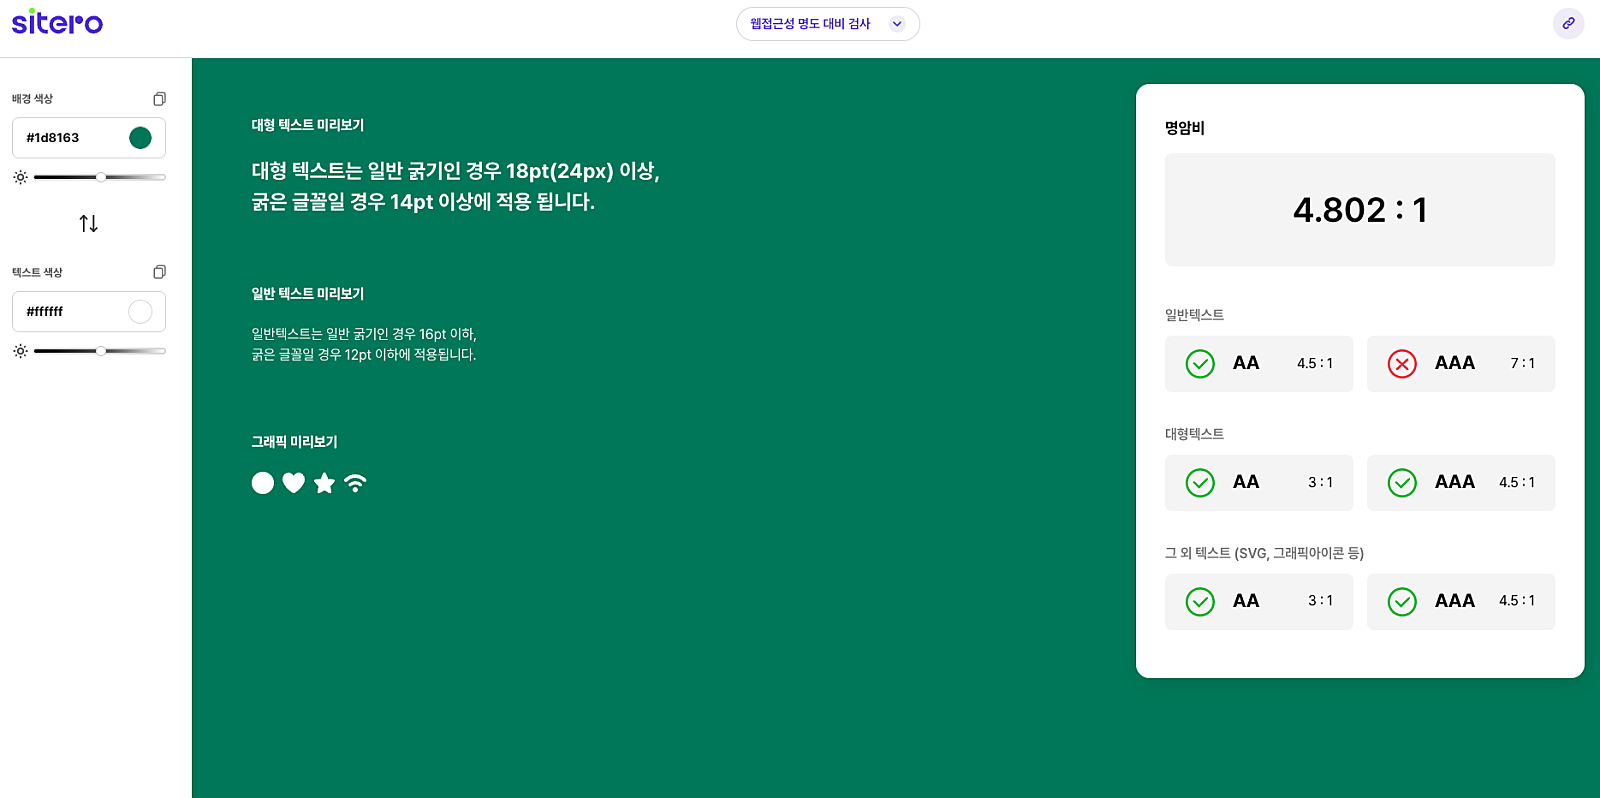 sitero
웹접근성 명도 대비 검사
배경 색상
#1d8163
텍스트 색상
#ffffff
대형 텍스트 미리보기
대형 텍스트는 일반 굵기인 경우 18pt(24px) 이상,
굵은 글꼴일 경우 14pt 이상에 적용 됩니다.
일반 텍스트 미리보기
일반텍스트는 일반 굵기인 경우 16pt 이하,
굵은 글꼴일 경우 12pt 이하에 적용됩니다.
그래픽 미리보기
명암비
4.802 : 1
일반텍스트
AA 4.5 : 1 AAA 7 : 1
대형텍스트
AA 3 : 1 AAA 4.5 : 1
그 외 텍스트 (SVG, 그래픽아이콘 등)
AA 3 : 1 AAA 4.5 : 1